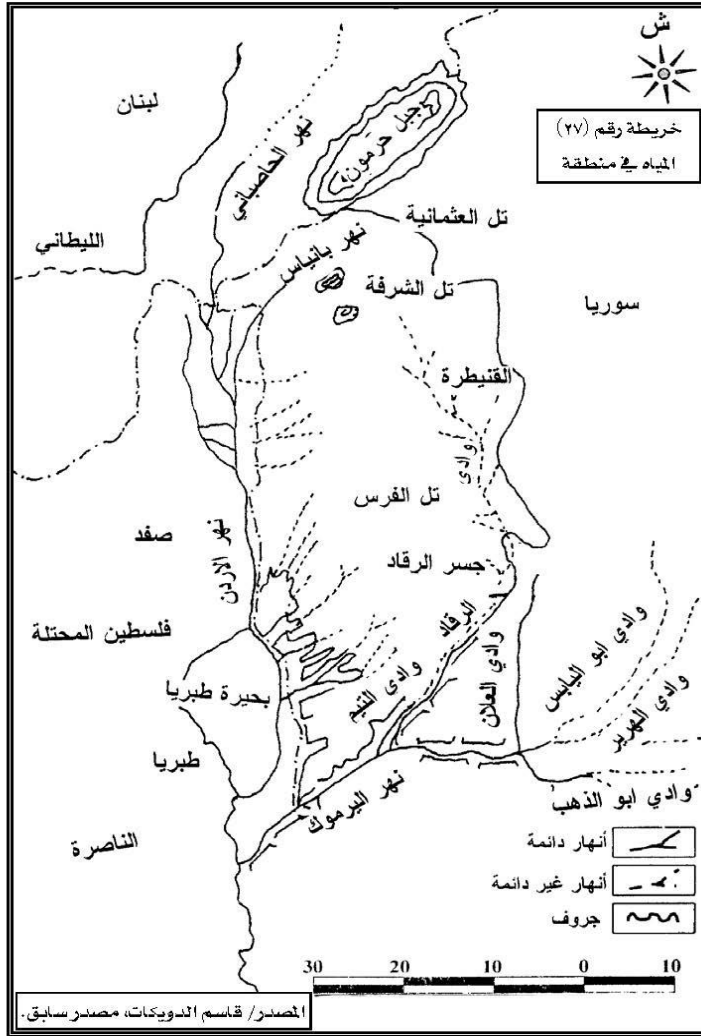 ش
لبنان
خريطة رقم (٢٧)
المياه في منطقة
جبل حرمون
نهر الحاصباني
تل العثمانية
الليطاني
نهر بانياس
تل الشرفة
سوريا
القنيطرة
وادي
تل الفرس
صفد
نهر الاردن
جسر الرقاد
الرقاد
فلسطين المحتلة
وادي ابو اليابس
وادي العلان
وادي الهرير
بحيرة طبريا
وادي التيم
طبريا
نهر اليرموك
وادي ابو الذهب
الناصرة
أنهار دائمة
أنهار غير دائمة
جروف
30 20 10 0 10
المصدر/ قاسم الدويكات، مصدر سابق.